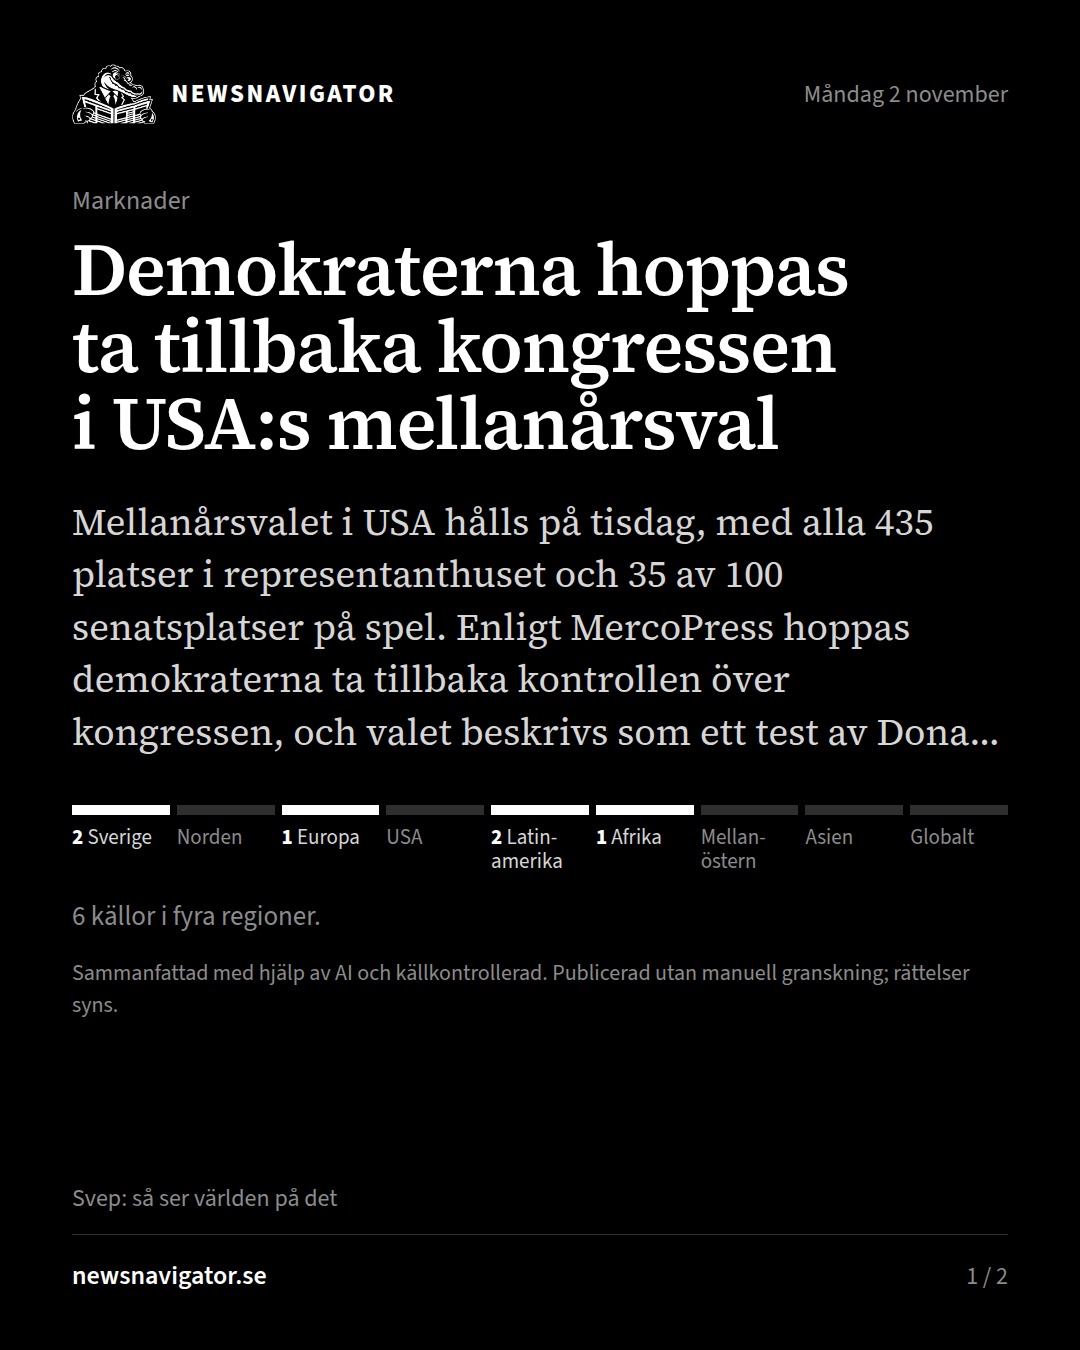 NEWSNAVIGATOR
Måndag 2 november
Marknader
Demokraterna hoppas
ta tillbaka kongressen
i USA:s mellanårsval
Mellanårsvalet i USA hålls på tisdag, med alla 435
platser i representanthuset och 35 av 100
senatsplatser på spel. Enligt MercoPress hoppas
demokraterna ta tillbaka kontrollen över
kongressen, och valet beskrivs som ett test av Dona...
2 Sverige
Norden
1 Europa
USA
2 Latin-
amerika
1 Afrika
Mellan-
östern
Asien
Globalt
6 källor i fyra regioner.
Sammanfattad med hjälp av AI och källkontrollerad. Publicerad utan manuell granskning; rättelser
syns.
Svep: så ser världen på det
newsnavigator.se
1 / 2